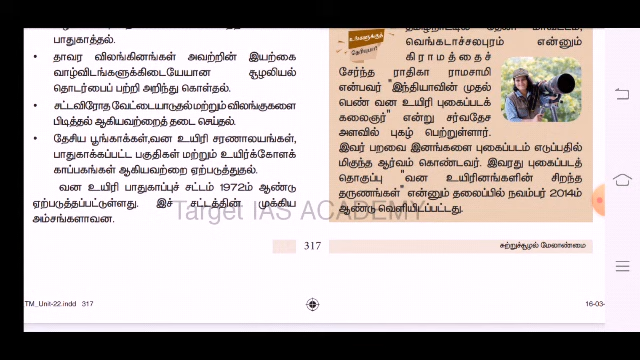 பாதுகாத்தல்.
• தாவர விலங்கினங்கள் அவற்றின் இயற்கை
வாழ்விடங்களுக்கிடையேயான சூழலியல்
தொடர்பைப் பற்றி அறிந்து கொள்தல்.
• சட்டவிரோத வேட்டையாடுதல் மற்றும் விலங்குகளை
பிடித்தல் ஆகியவற்றைத் தடை செய்தல்.
• தேசிய பூங்காக்கள்,வன உயிரி சரணாலயங்கள்,
பாதுகாக்கப்பட்ட பகுதிகள் மற்றும் உயிர்க்கோளக்
காப்பகங்கள் ஆகியவற்றை ஏற்படுத்துதல்.
வன உயிரி பாதுகாப்புச் சட்டம் 1972ம் ஆண்டு
ஏற்படுத்தப்பட்டுள்ளது. இச் சட்டத்தின் முக்கிய
அம்சங்களாவன.
உங்களுக்குத்
தெரியுமா?
வெங்கடாச்சலபுரம் என்னும்
கிராமத்தைச்
சேர்ந்த ராதிகா ராமசாமி
என்பவர் "இந்தியாவின் முதல்
பெண் வன உயிரி புகைப்படக்
கலைஞர்" என்று சர்வதேச
அளவில் புகழ் பெற்றுள்ளார்.
இவர் பறவை இனங்களை புகைப்படம் எடுப்பதில்
மிகுந்த ஆர்வம் கொண்டவர். இவரது புகைப்படத்
தொகுப்பு "வன உயிரினங்களின் சிறந்த
தருணங்கள்" என்னும் தலைப்பில் நவம்பர் 2014ம்
ஆண்டு வெளியிடப்பட்டது.
Target IAS ACADEMY
317
சுற்றுச்சூழல் மேலாண்மை
TM_Unit-22.indd 317
16-03-